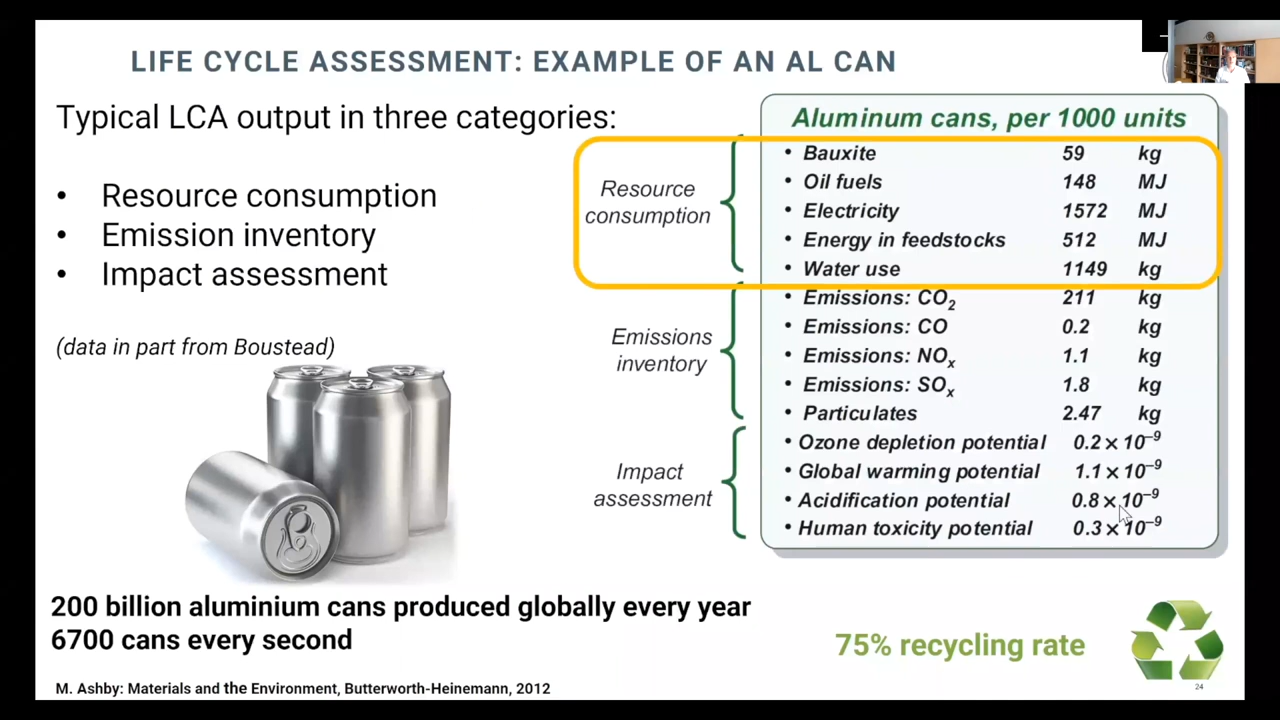 LIFE CYCLE ASSESSMENT: EXAMPLE OF AN AL CAN
Typical LCA output in three categories:
• Resource consumption
• Emission inventory
• Impact assessment
(data in part from Boustead)
Resource
consumption
Emissions
inventory
Impact
assessment
Aluminum cans, per 1000 units
• Bauxite 59 kg
• Oil fuels 148 MJ
• Electricity 1572 MJ
• Energy in feedstocks 512 MJ
• Water use 1149 kg
• Emissions: CO₂ 211 kg
• Emissions: CO 0.2 kg
• Emissions: NOₓ 1.1 kg
• Emissions: SOₓ 1.8 kg
• Particulates 2.47 kg
• Ozone depletion potential 0.2 × 10⁻⁹
• Global warming potential 1.1 × 10⁻⁹
• Acidification potential 0.8 × 10⁻⁹
• Human toxicity potential 0.3 × 10⁻⁹
200 billion aluminium cans produced globally every year
6700 cans every second
75% recycling rate
M. Ashby: Materials and the Environment, Butterworth-Heinemann, 2012
24